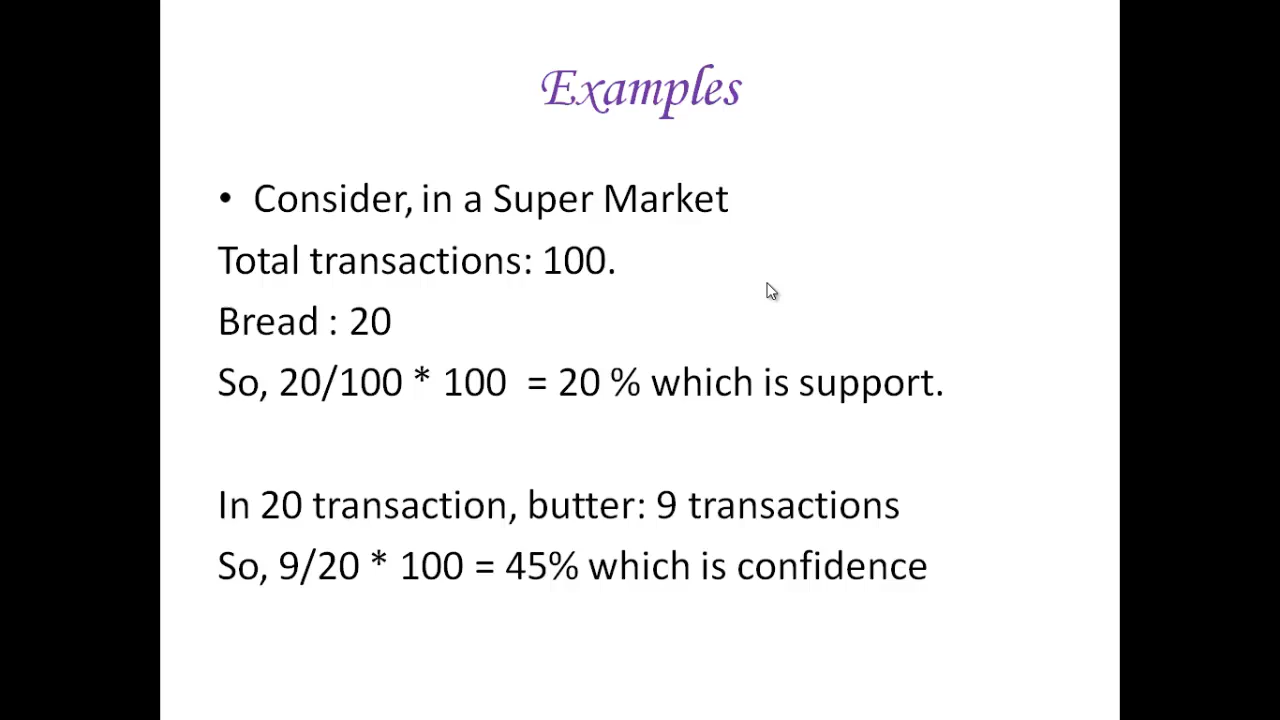 Examples
• Consider, in a Super Market
Total transactions: 100.
Bread : 20
So, 20/100 * 100  = 20 % which is support.
In 20 transaction, butter: 9 transactions
So, 9/20 * 100 = 45% which is confidence